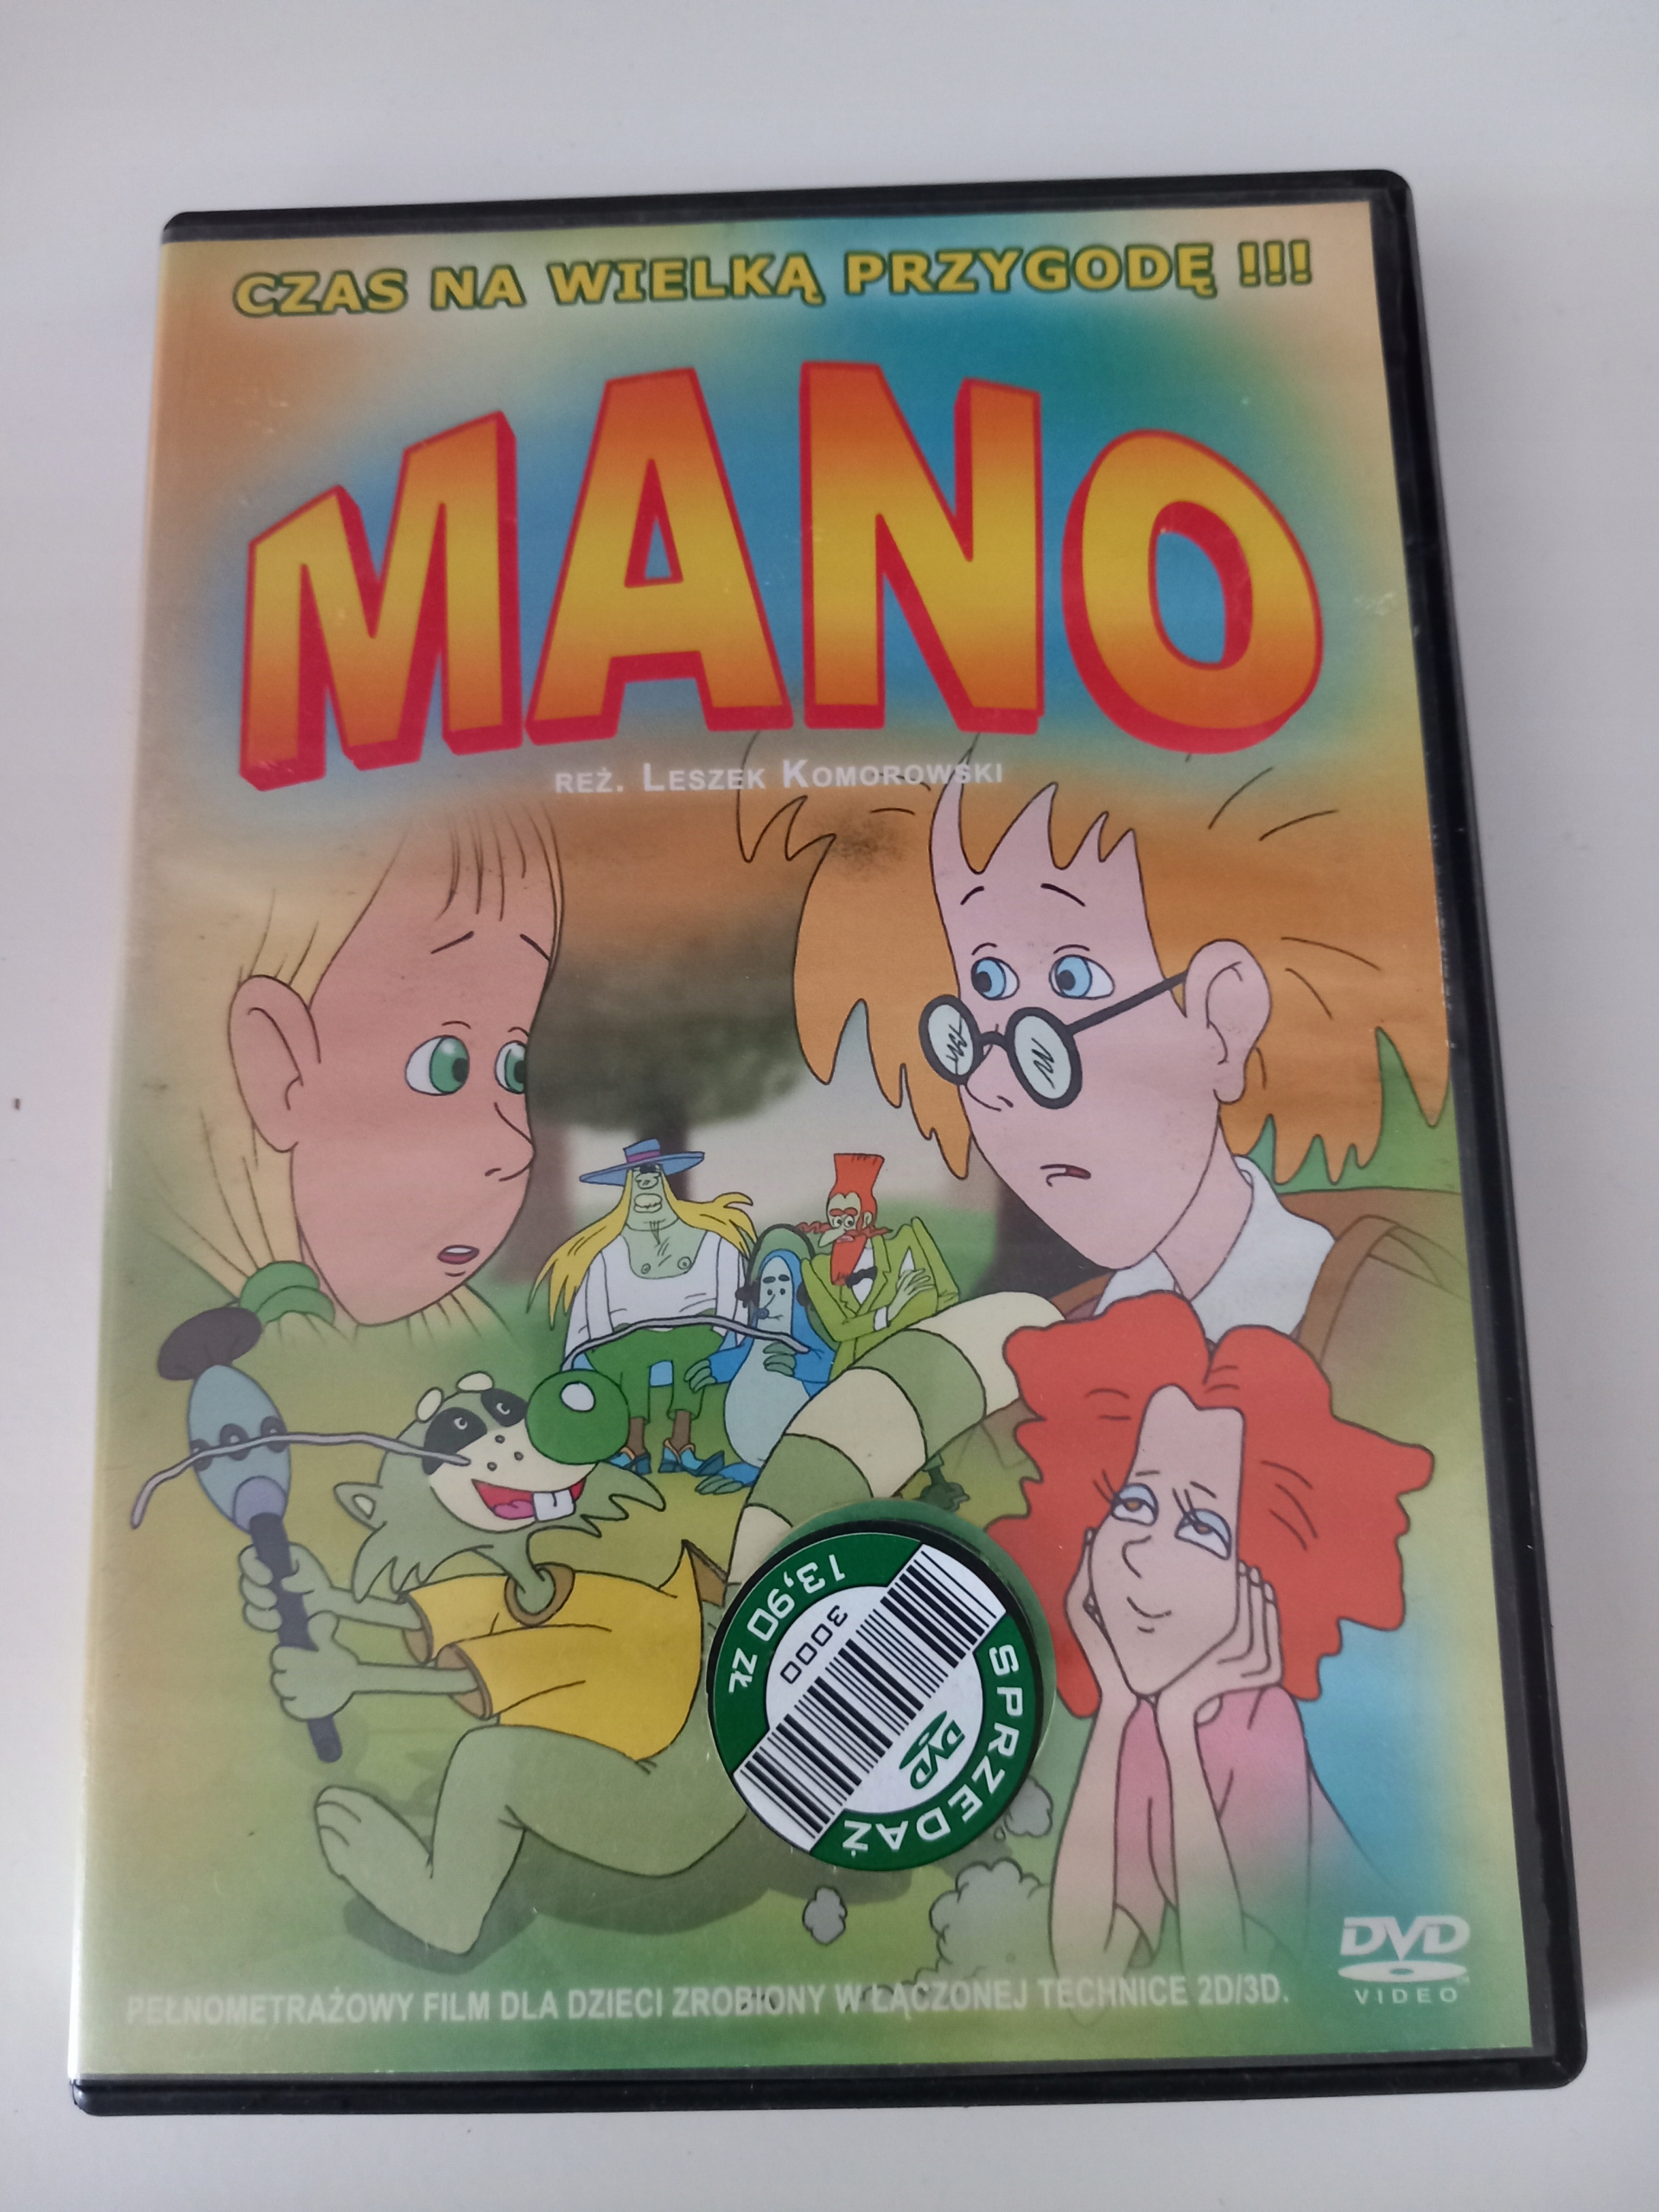 CZAS NA WIELKĄ PRZYGODĘ !!!
MANO
REŻ. LESZEK KOMOROWSKI
13,90 ZŁ
3000
DVD
SPRZEDAŻ
DVD
VIDEO
PEŁNOMETRAŻOWY FILM DLA DZIECI ZROBIONY W ŁĄCZONEJ TECHNICE 2D/3D.